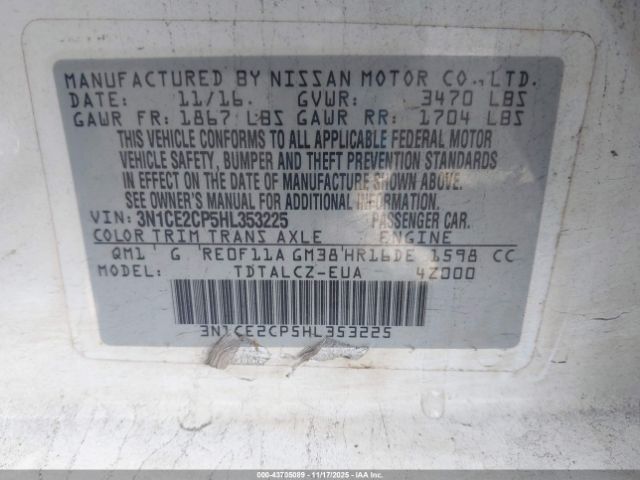 MANUFACTURED BY NISSAN MOTOR CO., LTD.
DATE: 11/16. GVWR: 3470 LBS
GAWR FR: 1867 LBS GAWR RR: 1704 LBS
THIS VEHICLE CONFORMS TO ALL APPLICABLE FEDERAL MOTOR
VEHICLE SAFETY, BUMPER AND THEFT PREVENTION STANDARDS
IN EFFECT ON THE DATE OF MANUFACTURE SHOWN ABOVE.
SEE OWNER'S MANUAL FOR ADDITIONAL INFORMATION.
VIN: 3N1CE2CP5HL353225 PASSENGER CAR.
COLOR TRIM TRANS AXLE ENGINE
QM1 G RE0F11A GM38 HR16DE 1598 CC
MODEL: TDTALCZ-EUA 4Z000
3N1CE2CP5HL353225
000-43705089 11/17/2025 Copyright © IAA